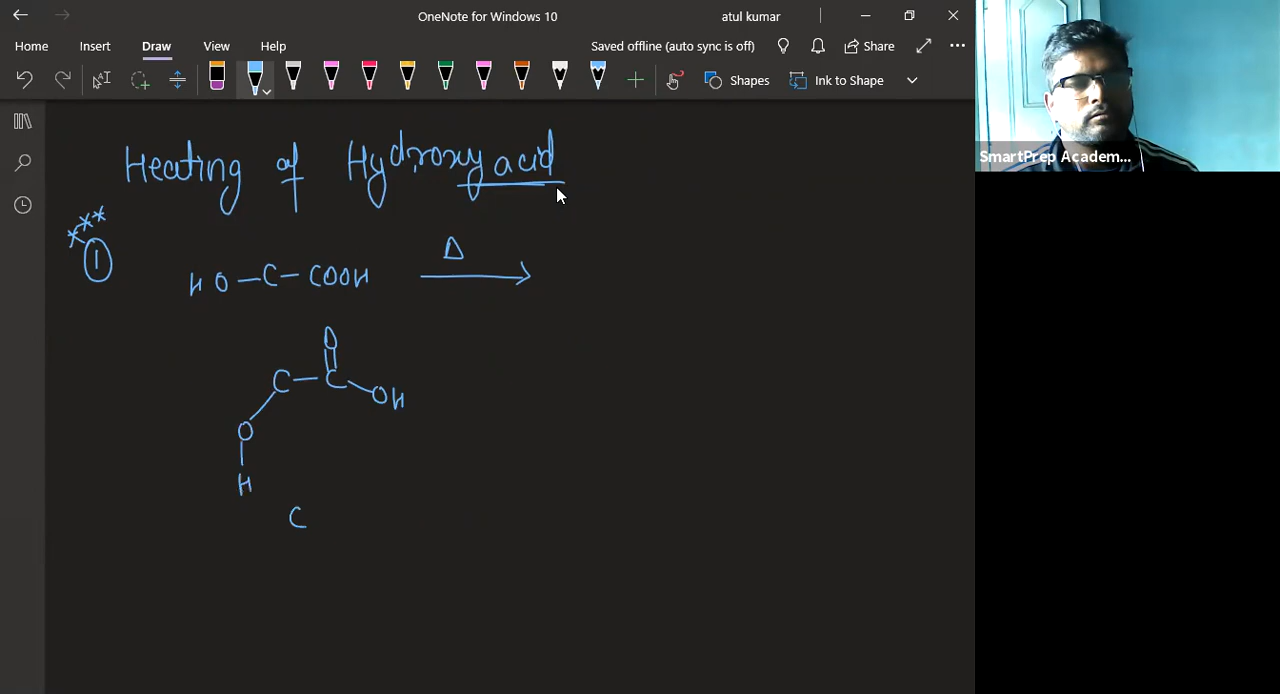 OneNote for Windows 10
atul kumar
Home Insert Draw View Help
Saved offline (auto sync is off)
Share
Shapes
Ink to Shape
SmartPrep Academ...
Heating of Hydroxy acid
***
1
HO-C-COOH Δ
O
C-C
OH
O
H
C